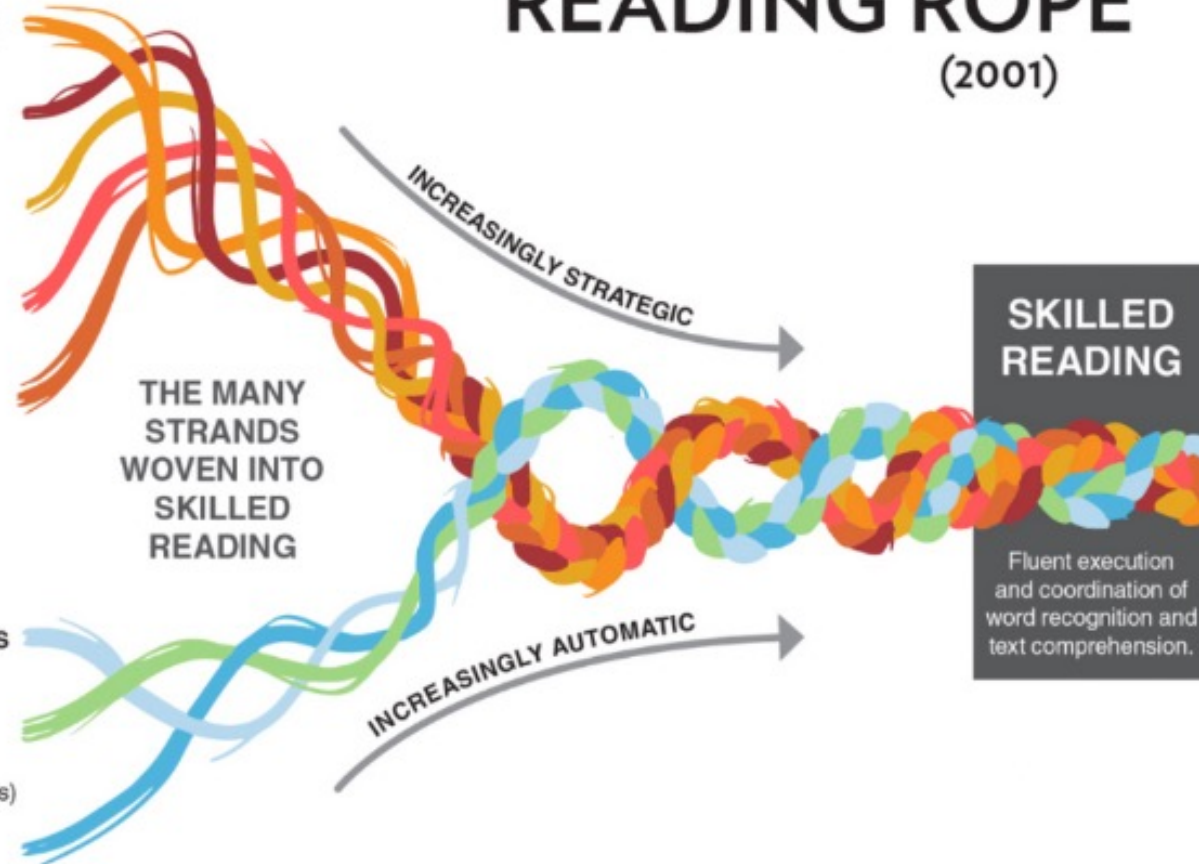 READING ROPE
(2001)
INCREASINGLY STRATEGIC
SKILLED
READING
THE MANY
STRANDS
WOVEN INTO
SKILLED
READING
Fluent execution
and coordination of
word recognition and
text comprehension.
INCREASINGLY AUTOMATIC
s
s)